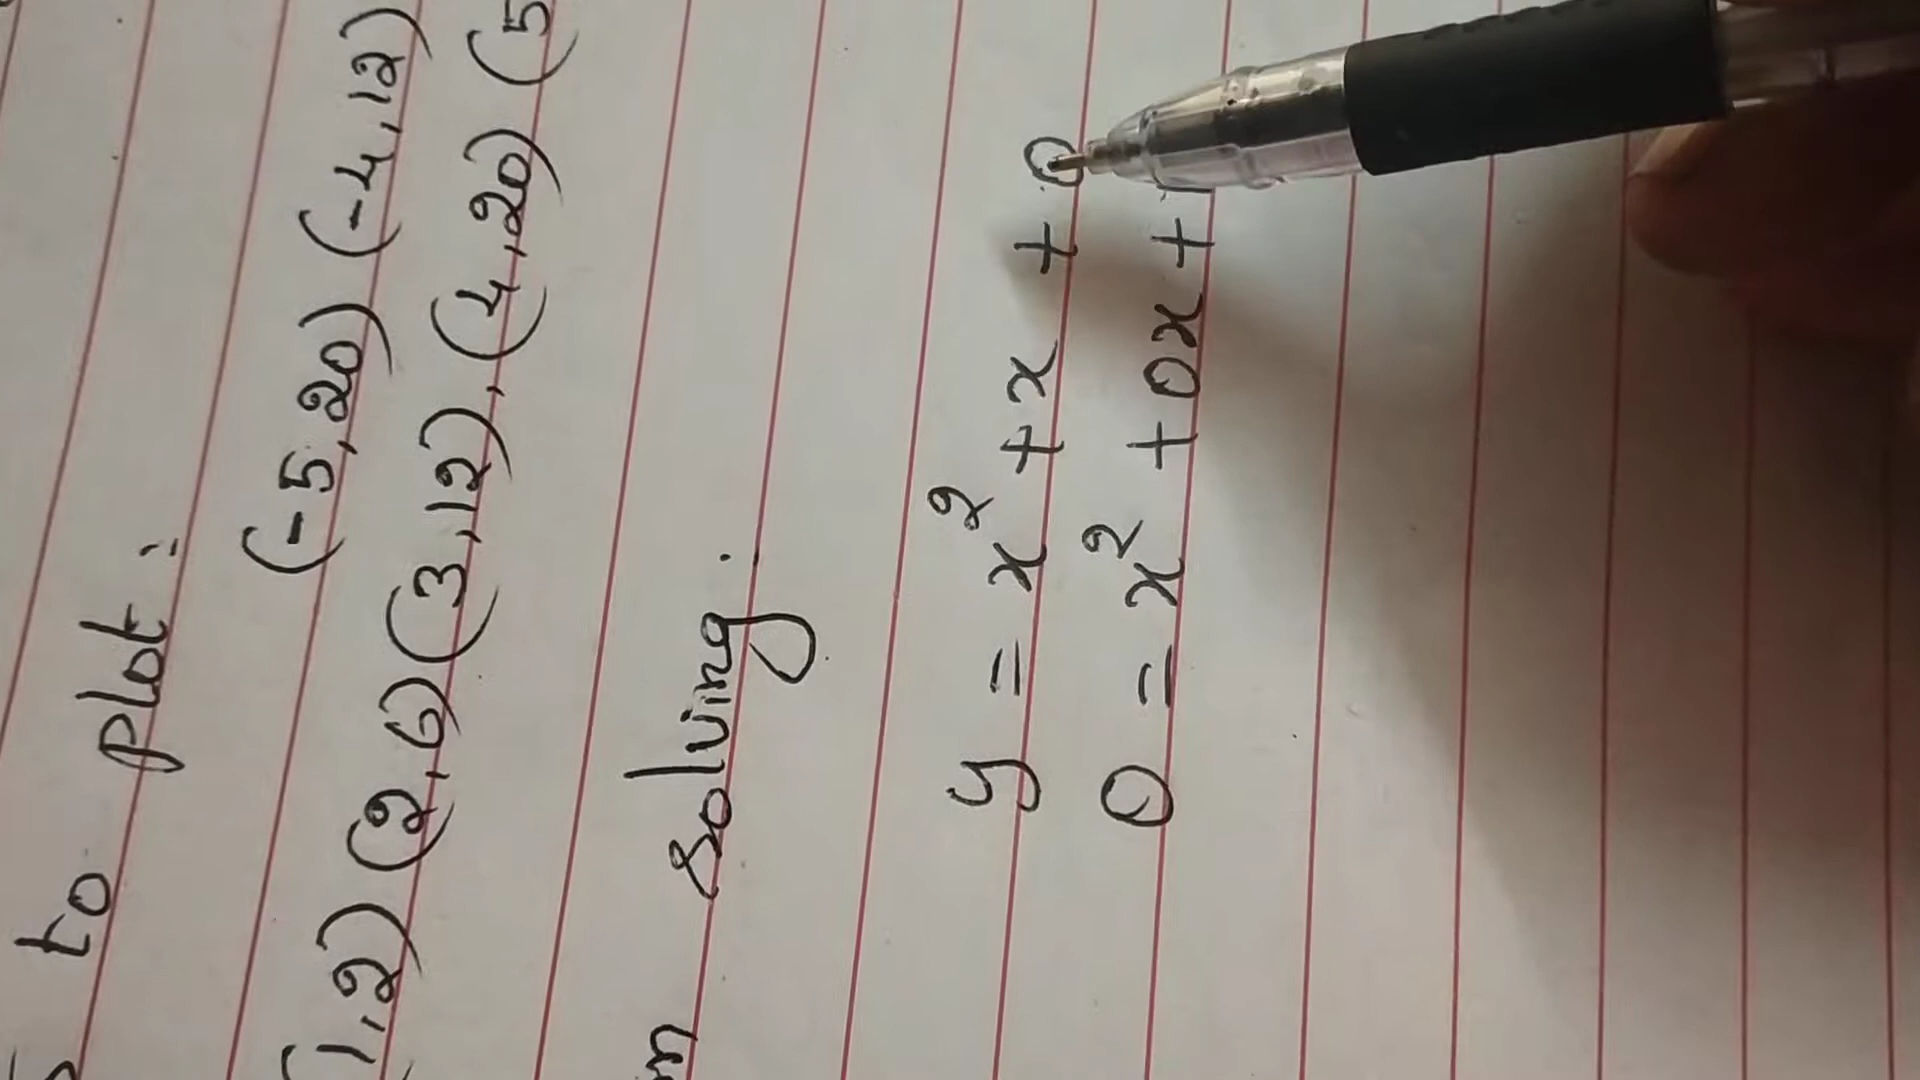 to plot :
(-5,20) (-4,12)
(1,2) (2,6) (3,12), (4,20) (5
solving.
y = x² + x + 0
0 = x² + 0x +